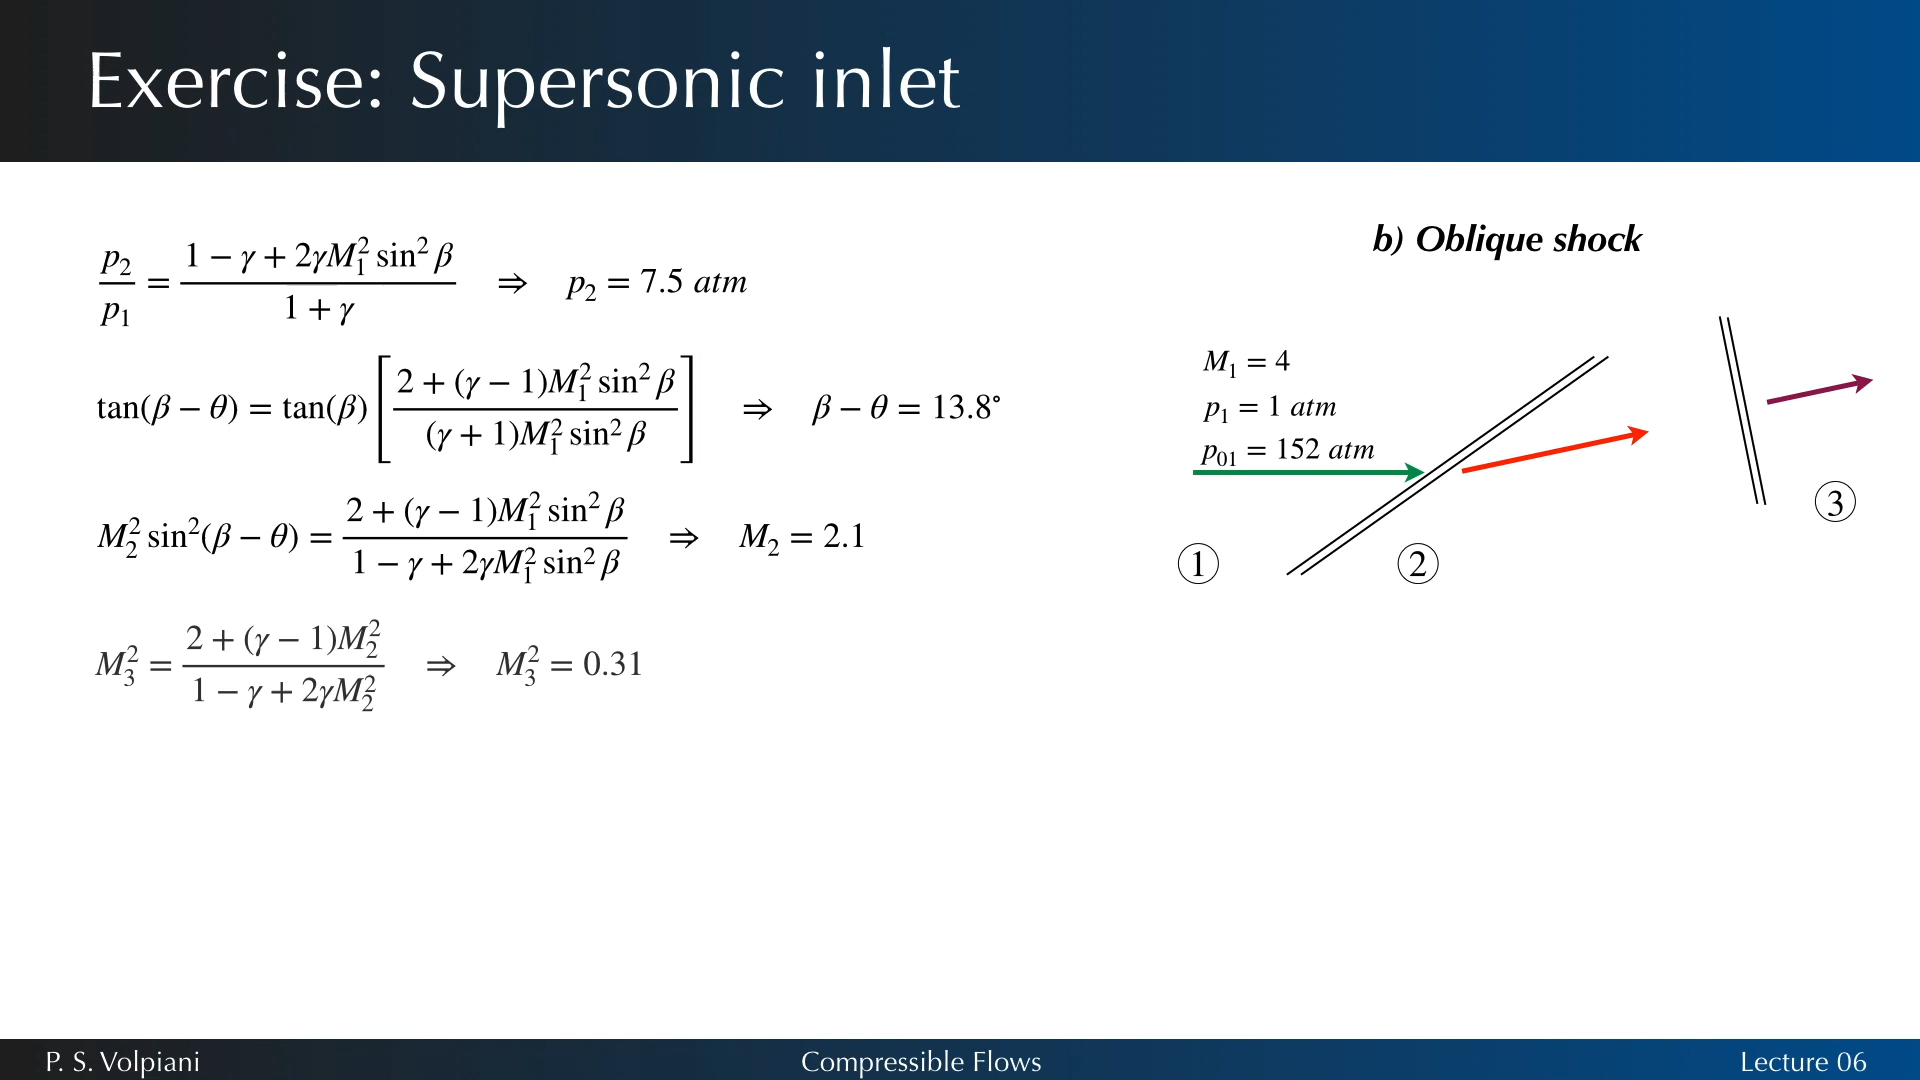 Exercise: Supersonic inlet
p₂/p₁ = (1 − γ + 2γM₁² sin² β)/(1 + γ) ⇒ p₂ = 7.5 atm
tan(β − θ) = tan(β) [(2 + (γ − 1)M₁² sin² β)/((γ + 1)M₁² sin² β)] ⇒ β − θ = 13.8°
M₂² sin²(β − θ) = (2 + (γ − 1)M₁² sin² β)/(1 − γ + 2γM₁² sin² β) ⇒ M₂ = 2.1
M₃² = (2 + (γ − 1)M₂²)/(1 − γ + 2γM₂²) ⇒ M₃² = 0.31
b) Oblique shock
M₁ = 4
p₁ = 1 atm
p₀₁ = 152 atm
① ② ③
P. S. Volpiani Compressible Flows Lecture 06